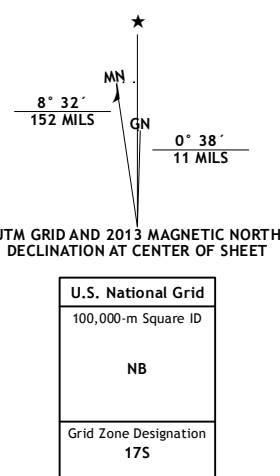 MN
8° 32´
152 MILS
GN
0° 38´
11 MILS
UTM GRID AND 2013 MAGNETIC NORTH
DECLINATION AT CENTER OF SHEET
U.S. National Grid
100,000-m Square ID
NB
Grid Zone Designation
17S